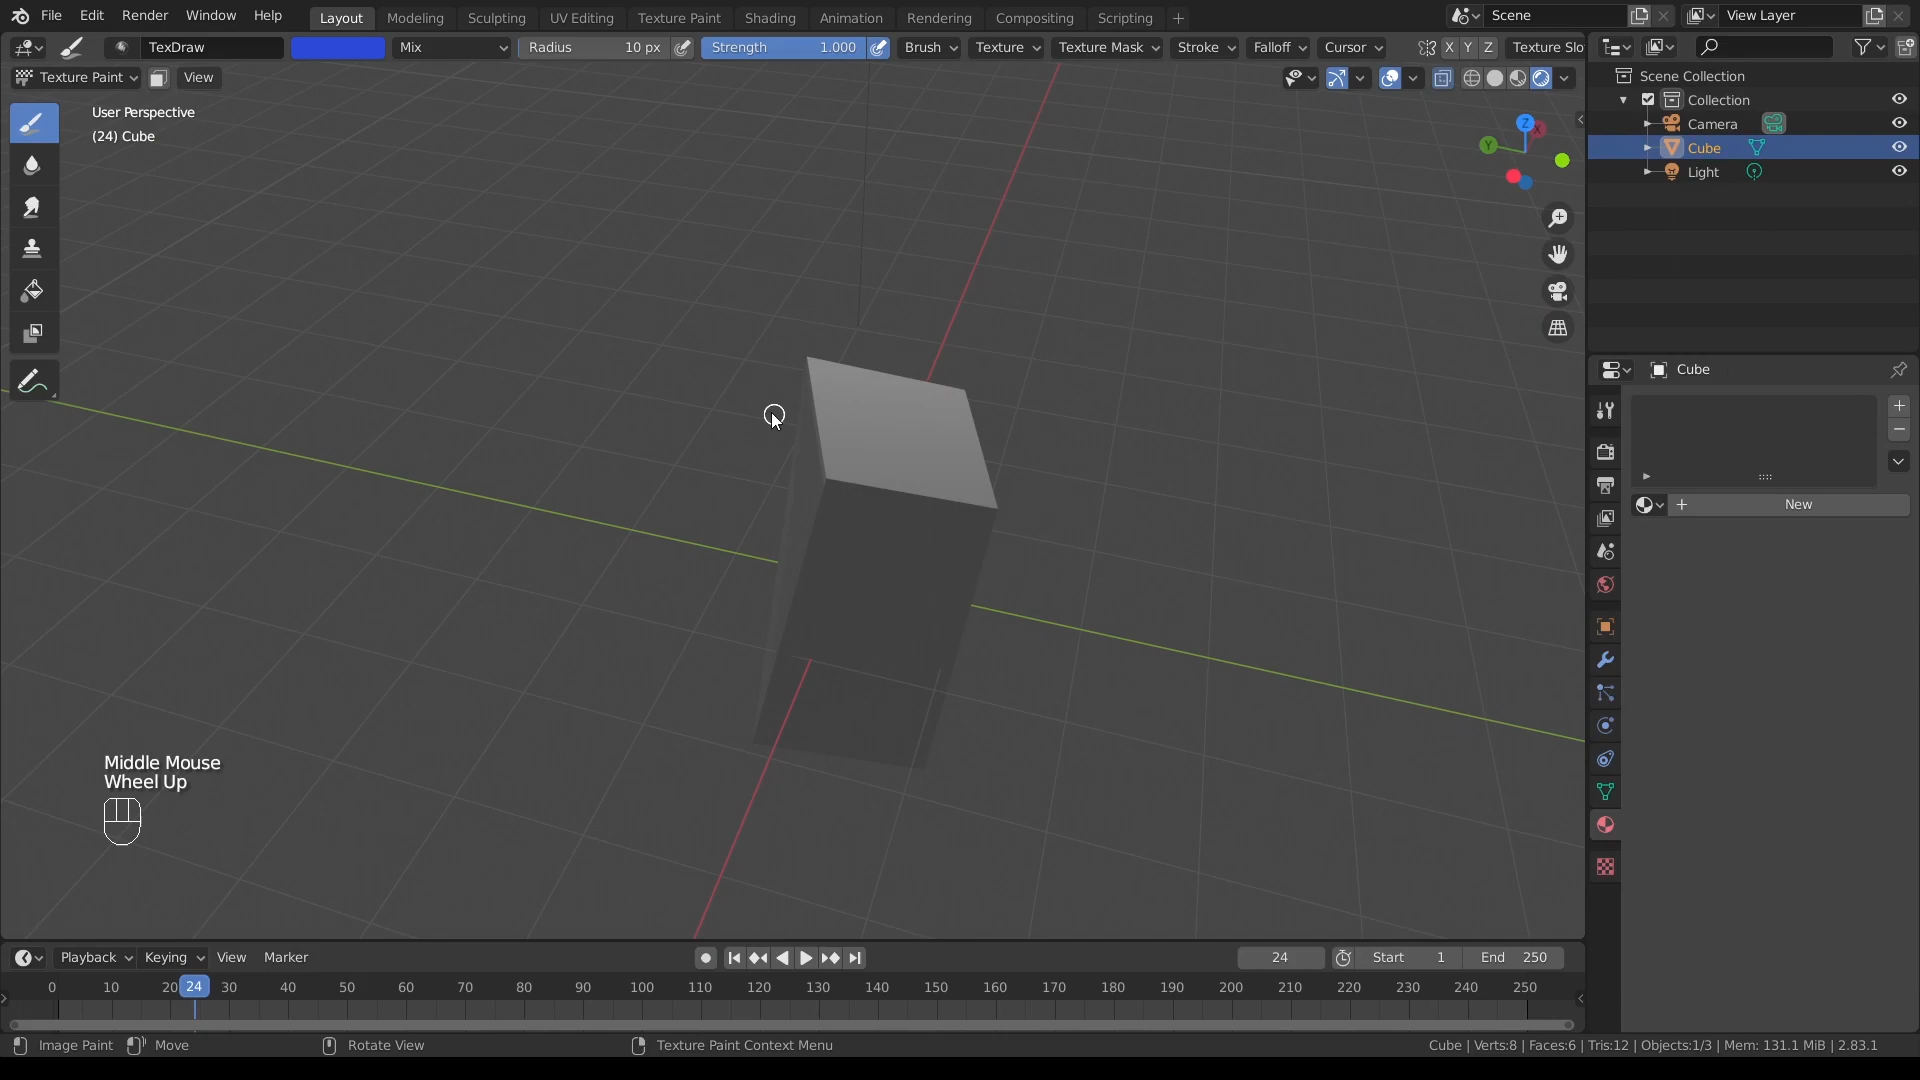 File Edit Render Window Help Layout Modeling Sculpting UV Editing Texture Paint Shading Animation Rendering Compositing Scripting + Scene View Layer
TexDraw Mix Radius 10 px Strength 1.000 Brush Texture Texture Mask Stroke Falloff Cursor X Y Z Texture Slo
Texture Paint View
User Perspective
(24) Cube
Z
X
Y
Scene Collection
Collection
Camera
Cube
Light
Cube
New
Middle Mouse
Wheel Up
Playback Keying View Marker 24 Start 1 End 250
0 10 20 24 30 40 50 60 70 80 90 100 110 120 130 140 150 160 170 180 190 200 210 220 230 240 250
Image Paint Move Rotate View Texture Paint Context Menu Cube | Verts:8 | Faces:6 | Tris:12 | Objects:1/3 | Mem: 131.1 MiB | 2.83.1